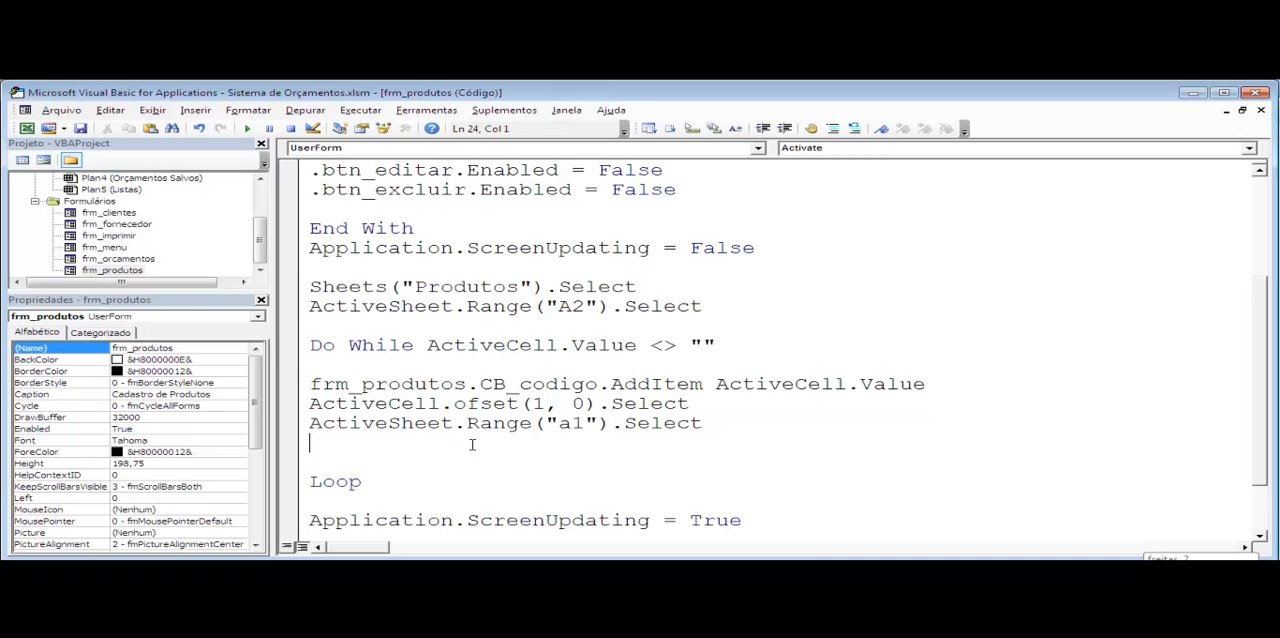 Microsoft Visual Basic for Applications - Sistema de Orçamentos.xlsm - [frm_produtos (Código)]
Arquivo Editar Exibir Inserir Formatar Depurar Executar Ferramentas Suplementos Janela Ajuda
Ln 24, Col 1
Projeto - VBAProject
Plan4 (Orçamentos Salvos)
Plan5 (Listas)
Formulários
frm_clientes
frm_fornecedor
frm_imprimir
frm_menu
frm_orcamentos
frm_produtos
Propriedades - frm_produtos
frm_produtos UserForm
Alfabético Categorizado
(Name) frm_produtos
BackColor &H8000000E&
BorderColor &H80000012&
BorderStyle 0 - fmBorderStyleNone
Caption Cadastro de Produtos
Cycle 0 - fmCycleAllForms
DrawBuffer 32000
Enabled True
Font Tahoma
ForeColor &H80000012&
Height 198,75
HelpContextID 0
KeepScrollBarsVisible 3 - fmScrollBarsBoth
Left 0
MouseIcon (Nenhum)
MousePointer 0 - fmMousePointerDefault
Picture (Nenhum)
PictureAlignment 2 - fmPictureAlignmentCenter
UserForm Activate
.btn_editar.Enabled = False
.btn_excluir.Enabled = False
End With
Application.ScreenUpdating = False
Sheets("Produtos").Select
ActiveSheet.Range("A2").Select
Do While ActiveCell.Value <> ""
frm_produtos.CB_codigo.AddItem ActiveCell.Value
ActiveCell.ofset(1, 0).Select
ActiveSheet.Range("a1").Select
Loop
Application.ScreenUpdating = True